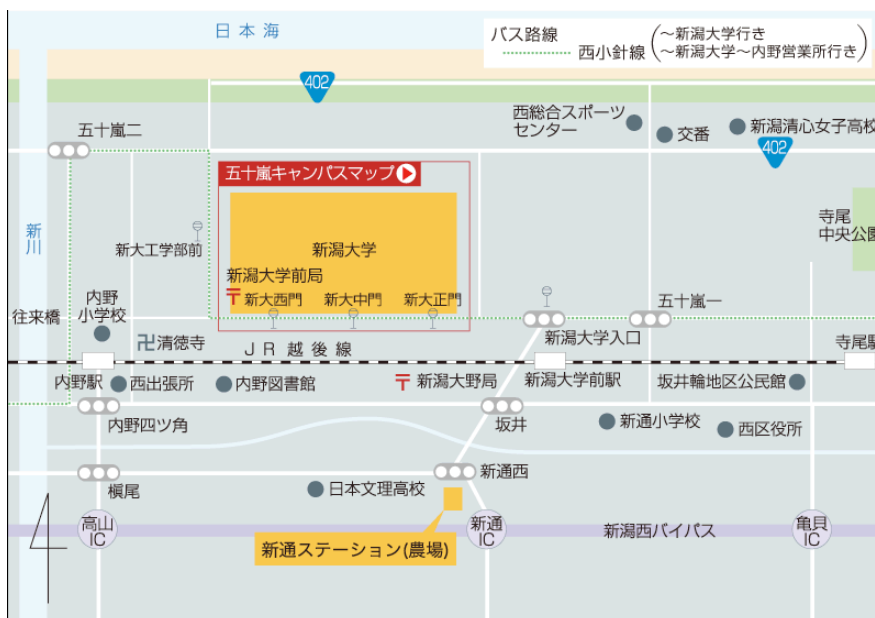 日本海
バス路線
西小針線
(～新潟大学行き
～新潟大学～内野営業所行き)
402
西総合スポーツ
センター
交番
新潟清心女子高校
五十嵐二
402
五十嵐キャンパスマップ
新川
寺尾
中央公園
新大工学部前
新潟大学
新潟大学前局
〒
新大西門
新大中門
新大正門
内野
小学校
五十嵐一
往来橋
新潟大学入口
卍清徳寺
JR越後線
寺尾駅
内野駅
西出張所
内野図書館
〒
新潟大野局
新潟大学前駅
坂井輪地区公民館
内野四ツ角
坂井
新通小学校
西区役所
槇尾
日本文理高校
新通西
高山
IC
新通
IC
新潟西バイパス
亀貝
IC
新通ステーション(農場)